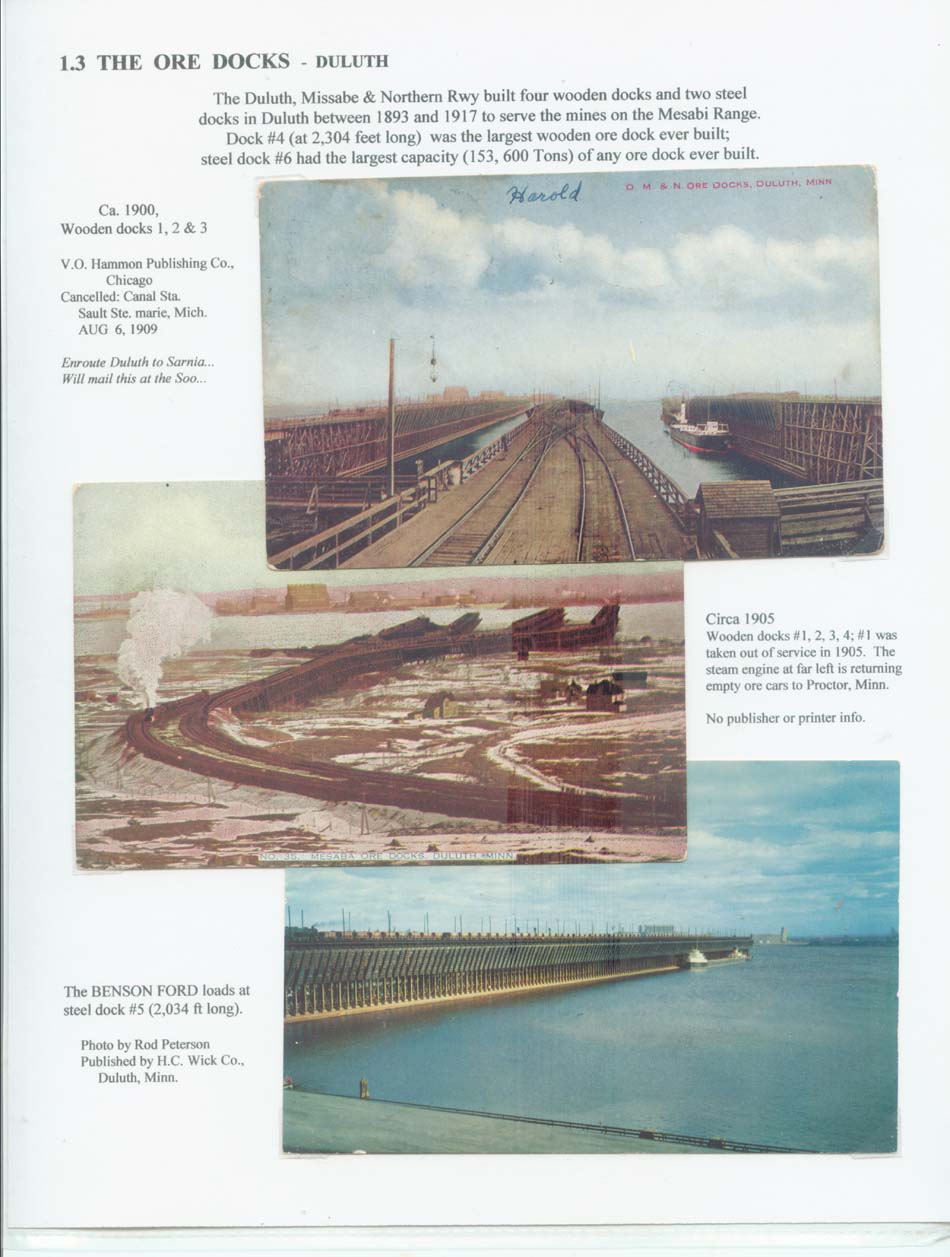 1.3 THE ORE DOCKS - DULUTH
The Duluth, Missabe & Northern Rwy built four wooden docks and two steel
docks in Duluth between 1893 and 1917 to serve the mines on the Mesabi Range.
Dock #4 (at 2,304 feet long) was the largest wooden ore dock ever built;
steel dock #6 had the largest capacity (153, 600 Tons) of any ore dock ever built.
Harold
D. M. & N. ORE DOCKS, DULUTH, MINN
Ca. 1900,
Wooden docks 1, 2 & 3
V.O. Hammon Publishing Co.,
Chicago
Cancelled: Canal Sta.
Sault Ste. marie, Mich.
AUG 6, 1909
Enroute Duluth to Sarnia...
Will mail this at the Soo...
Circa 1905
Wooden docks #1, 2, 3, 4; #1 was
taken out of service in 1905. The
steam engine at far left is returning
empty ore cars to Proctor, Minn.
No publisher or printer info.
NO. 35. MESABA ORE DOCKS, DULUTH, MINN.
The BENSON FORD loads at
steel dock #5 (2,034 ft long).
Photo by Rod Peterson
Published by H.C. Wick Co.,
Duluth, Minn.